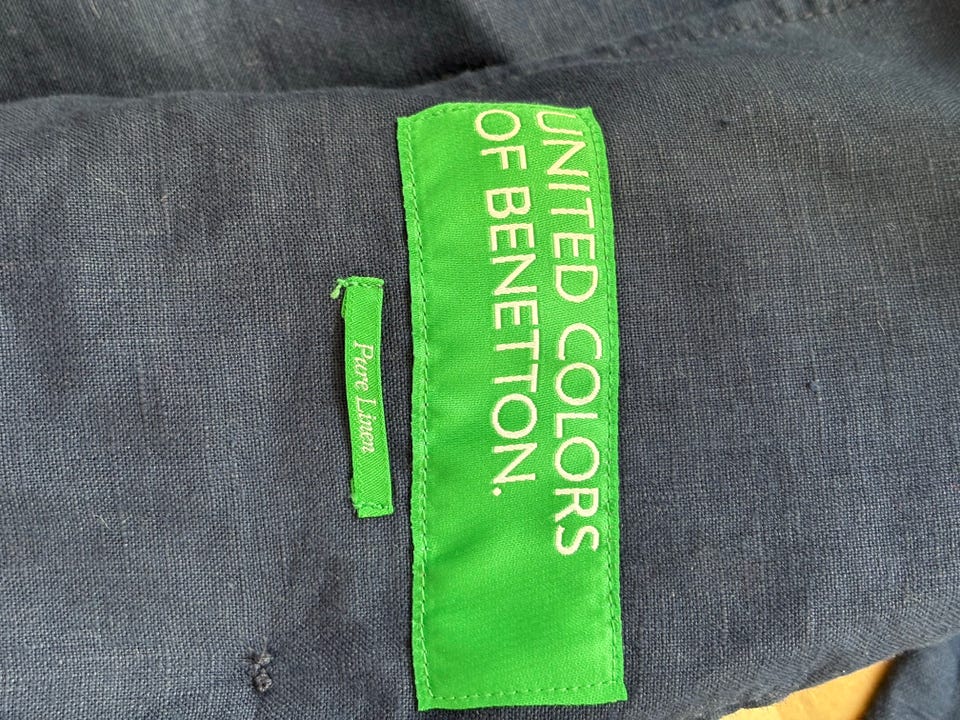 UNITED COLORS
OF BENETTON.
Pure Linen